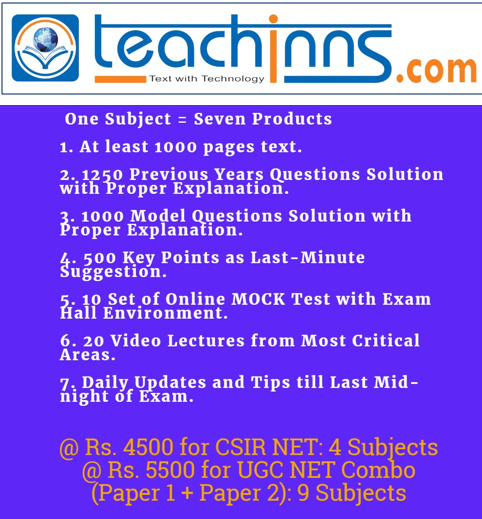 teachinns.com
Text with Technology
One Subject = Seven Products
1. At least 1000 pages text.
2. 1250 Previous Years Questions Solution
with Proper Explanation.
3. 1000 Model Questions Solution with
Proper Explanation.
4. 500 Key Points as Last-Minute
Suggestion.
5. 10 Set of Online MOCK Test with Exam
Hall Environment.
6. 20 Video Lectures from Most Critical
Areas.
7. Daily Updates and Tips till Last Mid-
night of Exam.
@ Rs. 4500 for CSIR NET: 4 Subjects
@ Rs. 5500 for UGC NET Combo
(Paper 1 + Paper 2): 9 Subjects